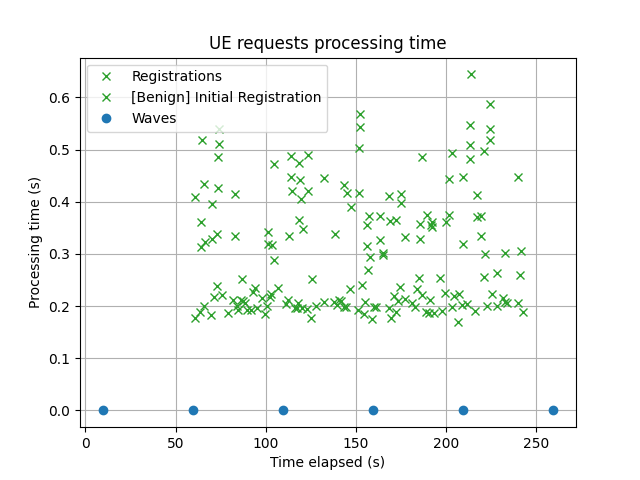 UE requests processing time
Registrations
[Benign] Initial Registration
Waves
Processing time (s)
0.6
0.5
0.4
0.3
0.2
0.1
0.0
0 50 100 150 200 250
Time elapsed (s)